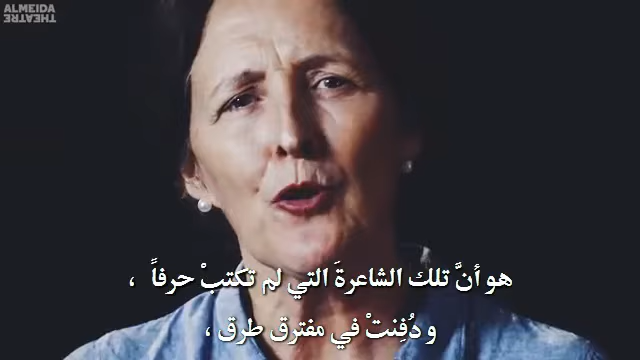 ALMEIDA
THEATRE
هو أنَّ تلك الشاعرةَ التي لم تكتبْ حرفاً ،
و دُفِنتْ في مفترق طرق ،